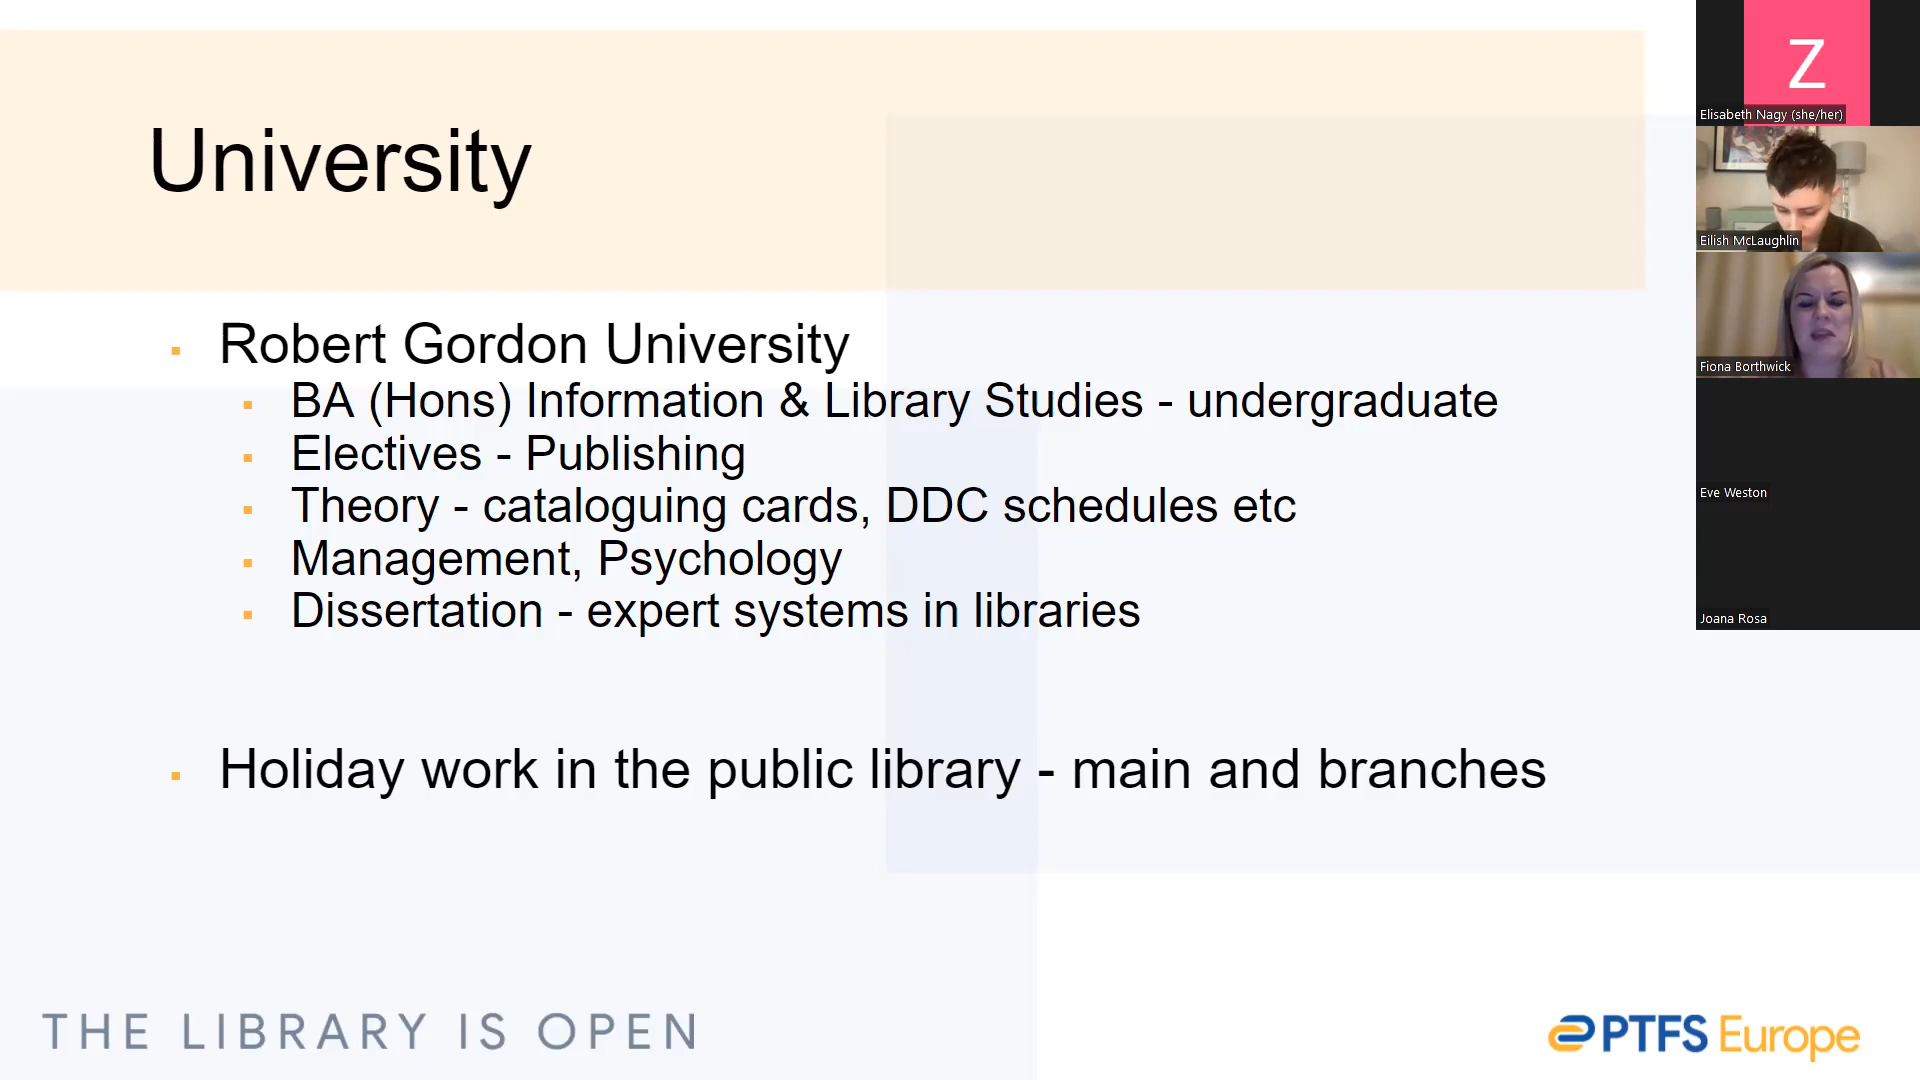 University
Robert Gordon University
BA (Hons) Information & Library Studies - undergraduate
Electives - Publishing
Theory - cataloguing cards, DDC schedules etc
Management, Psychology
Dissertation - expert systems in libraries
Holiday work in the public library - main and branches
THE LIBRARY IS OPEN
PTFS Europe
Z
Elisabeth Nagy (she/her)
Eilish McLaughlin
Fiona Borthwick
Eve Weston
Joana Rosa